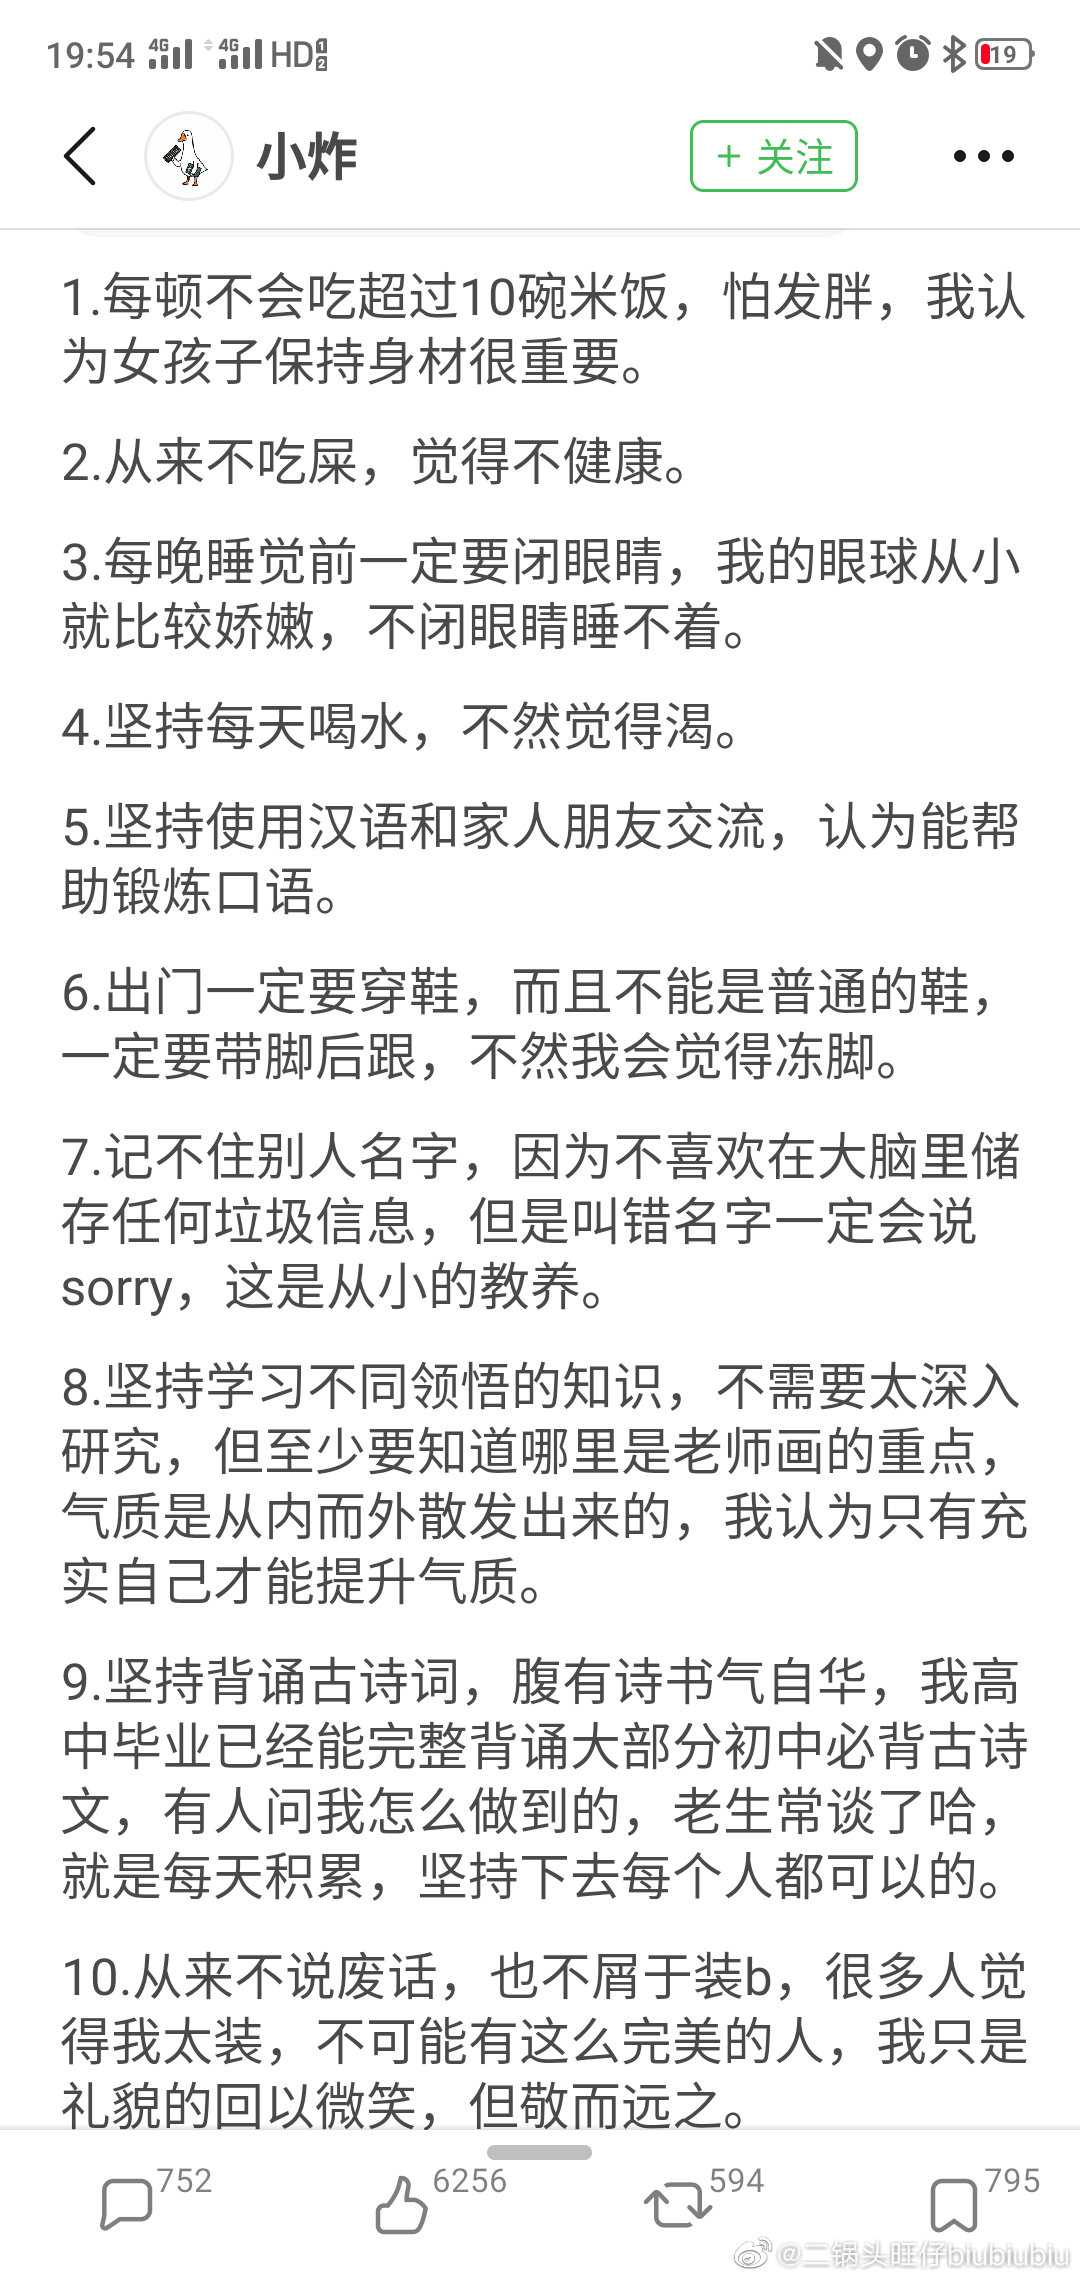 19:54 4G 4G HD 1 2 19
小炸
+ 关注
1.每顿不会吃超过10碗米饭，怕发胖，我认
为女孩子保持身材很重要。
2.从来不吃屎，觉得不健康。
3.每晚睡觉前一定要闭眼睛，我的眼球从小
就比较娇嫩，不闭眼睛睡不着。
4.坚持每天喝水，不然觉得渴。
5.坚持使用汉语和家人朋友交流，认为能帮
助锻炼口语。
6.出门一定要穿鞋，而且不能是普通的鞋，
一定要带脚后跟，不然我会觉得冻脚。
7.记不住别人名字，因为不喜欢在大脑里储
存任何垃圾信息，但是叫错名字一定会说
sorry，这是从小的教养。
8.坚持学习不同领悟的知识，不需要太深入
研究，但至少要知道哪里是老师画的重点，
气质是从内而外散发出来的，我认为只有充
实自己才能提升气质。
9.坚持背诵古诗词，腹有诗书气自华，我高
中毕业已经能完整背诵大部分初中必背古诗
文，有人问我怎么做到的，老生常谈了哈，
就是每天积累，坚持下去每个人都可以的。
10.从来不说废话，也不屑于装b，很多人觉
得我太装，不可能有这么完美的人，我只是
礼貌的回以微笑，但敬而远之。
752 6256 594 795
@二锅头旺仔biubiubiu